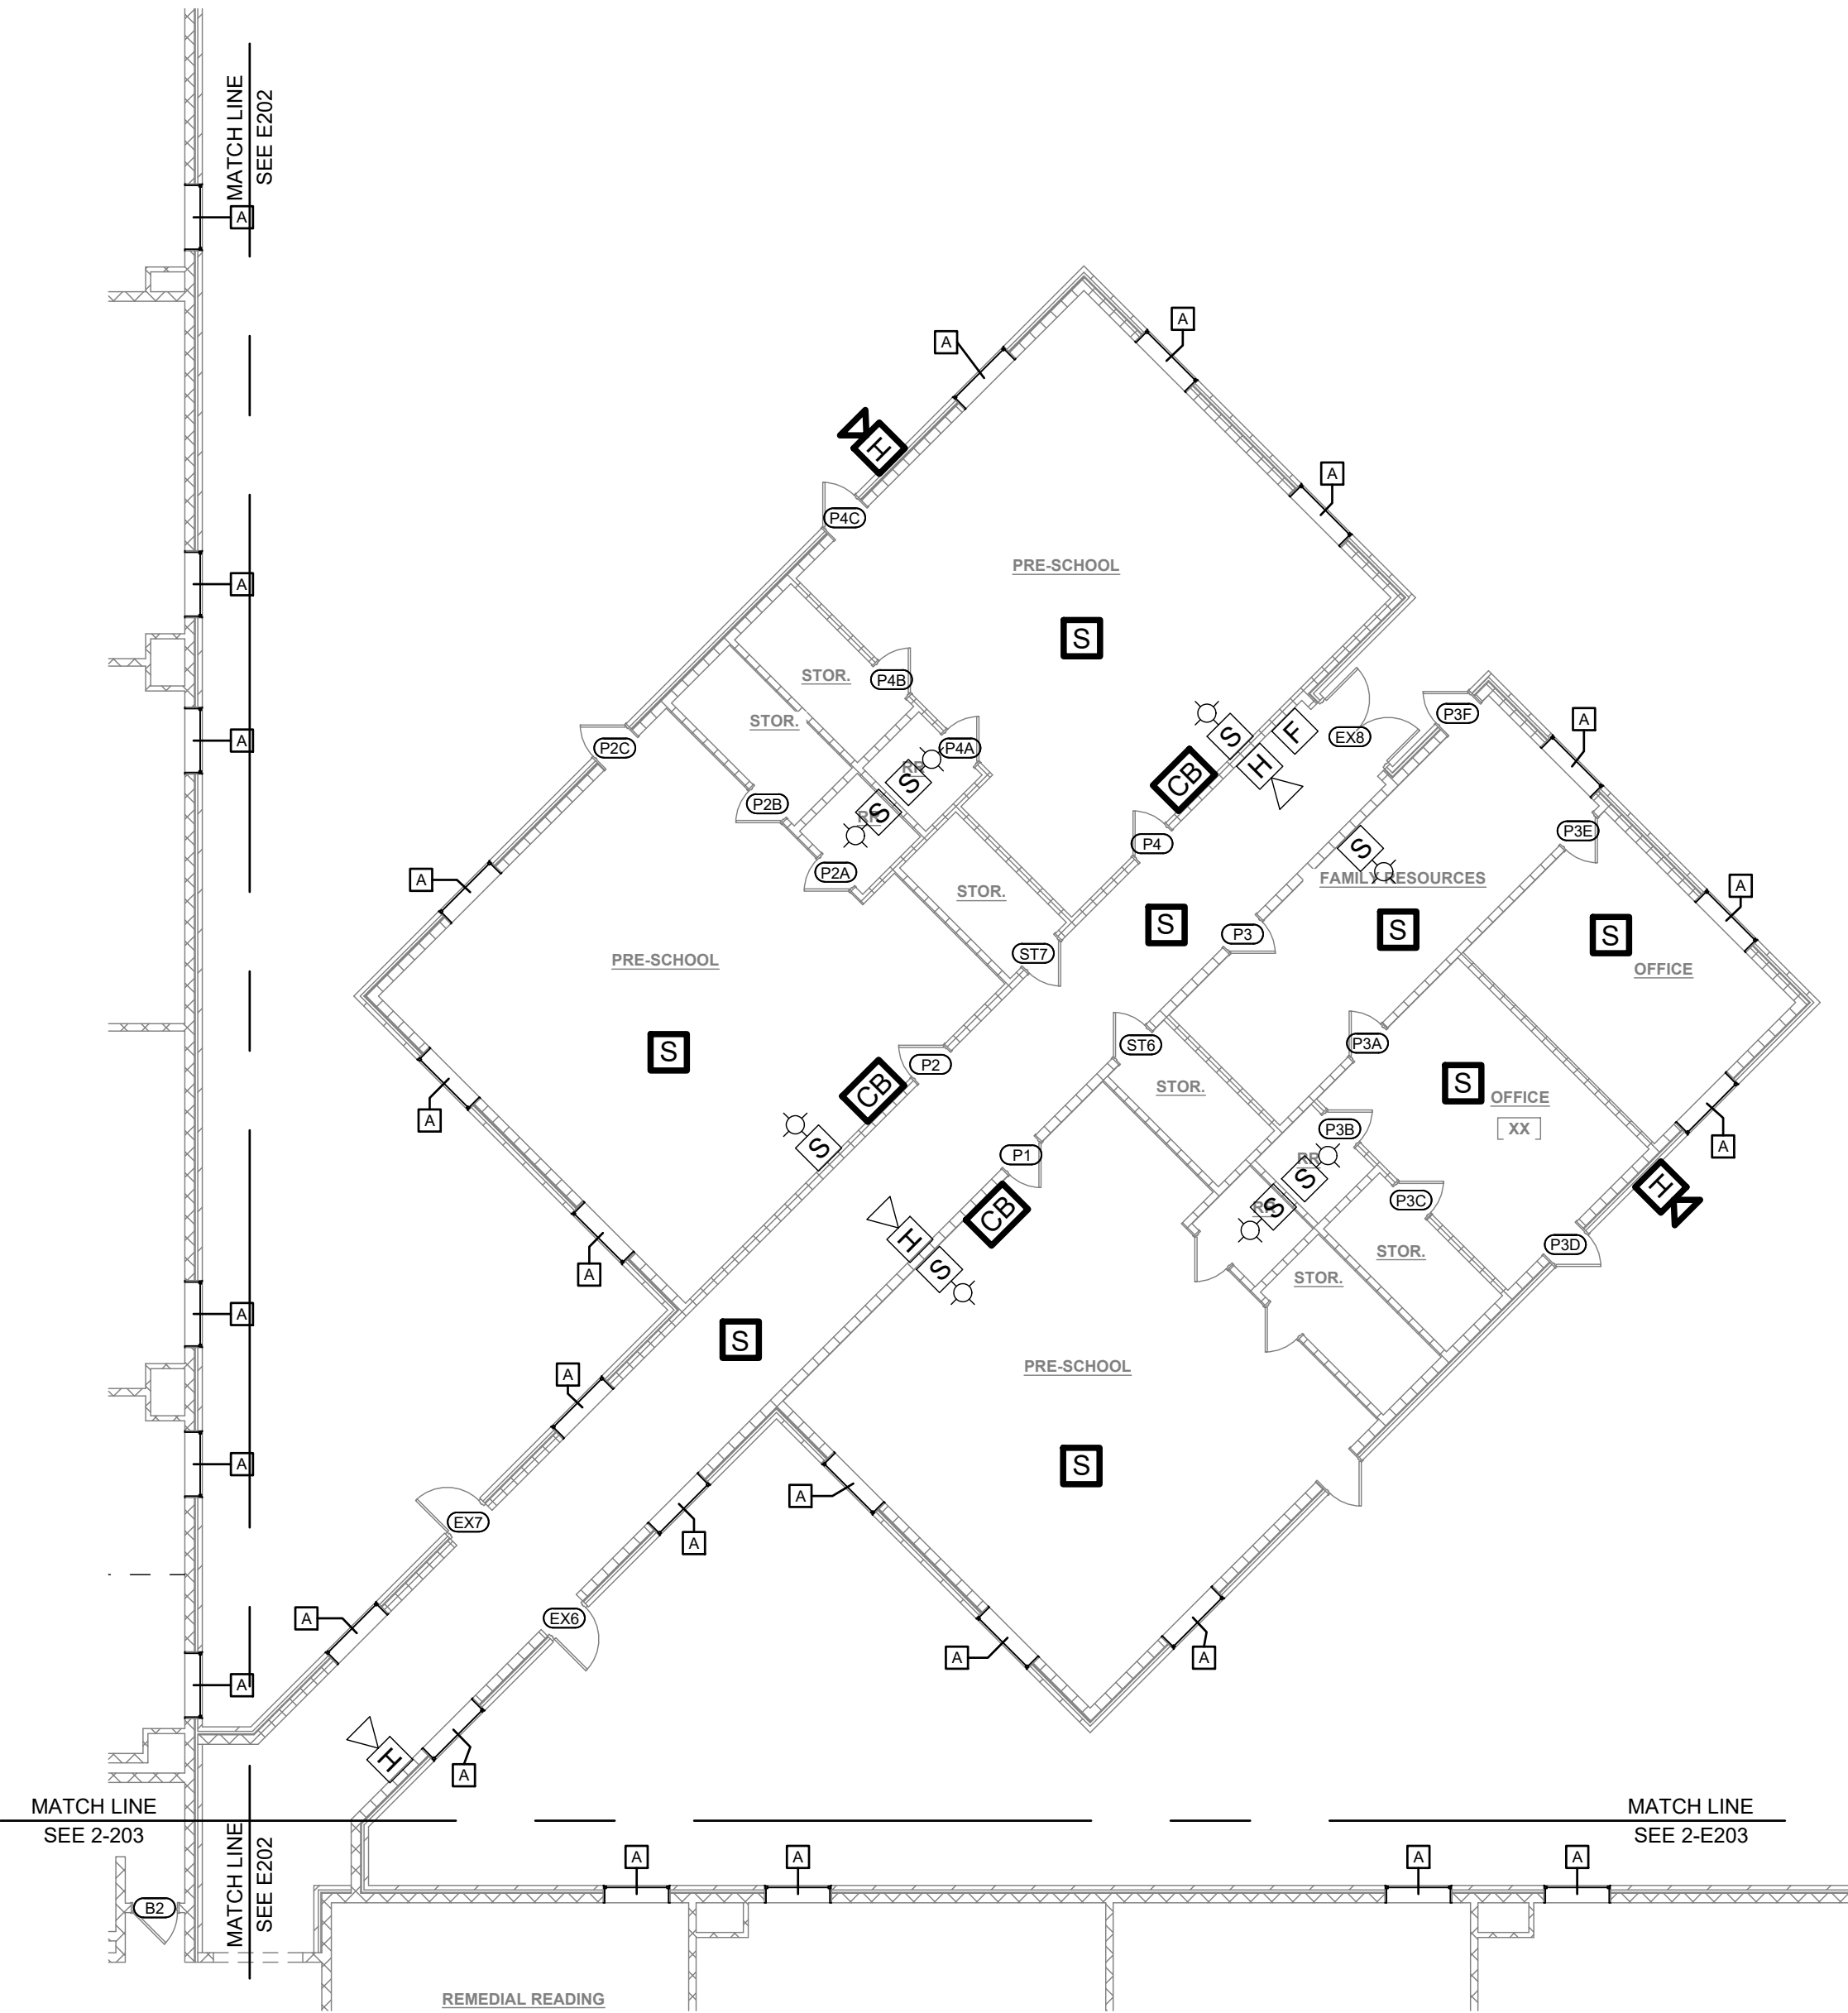 MATCH LINE
SEE E202
A
A
A
A
H
A
P4C
PRE-SCHOOL
A
S
STOR.
P4B
STOR.
P3F
A
P2C
A
S
F
EX8
P4A
H
RR
S
CB
P2B
S
RR
P4
S
P3E
P2A
A
FAMILY RESOURCES
A
STOR.
S
P3
S
S
ST7
PRE-SCHOOL
OFFICE
S
ST6
P3A
P2
STOR.
S
CB
OFFICE
A
XX
P3B
A
S
P1
RR
S
H
P3C
S
RR
CB
H
P3D
STOR.
A
S
STOR.
A
S
PRE-SCHOOL
A
A
S
A
EX7
A
A
EX6
A
A
A
A
H
A
MATCH LINE
SEE 2-203
MATCH LINE
SEE 2-E203
MATCH LINE
SEE E202
A
A
A
A
B2
REMEDIAL READING